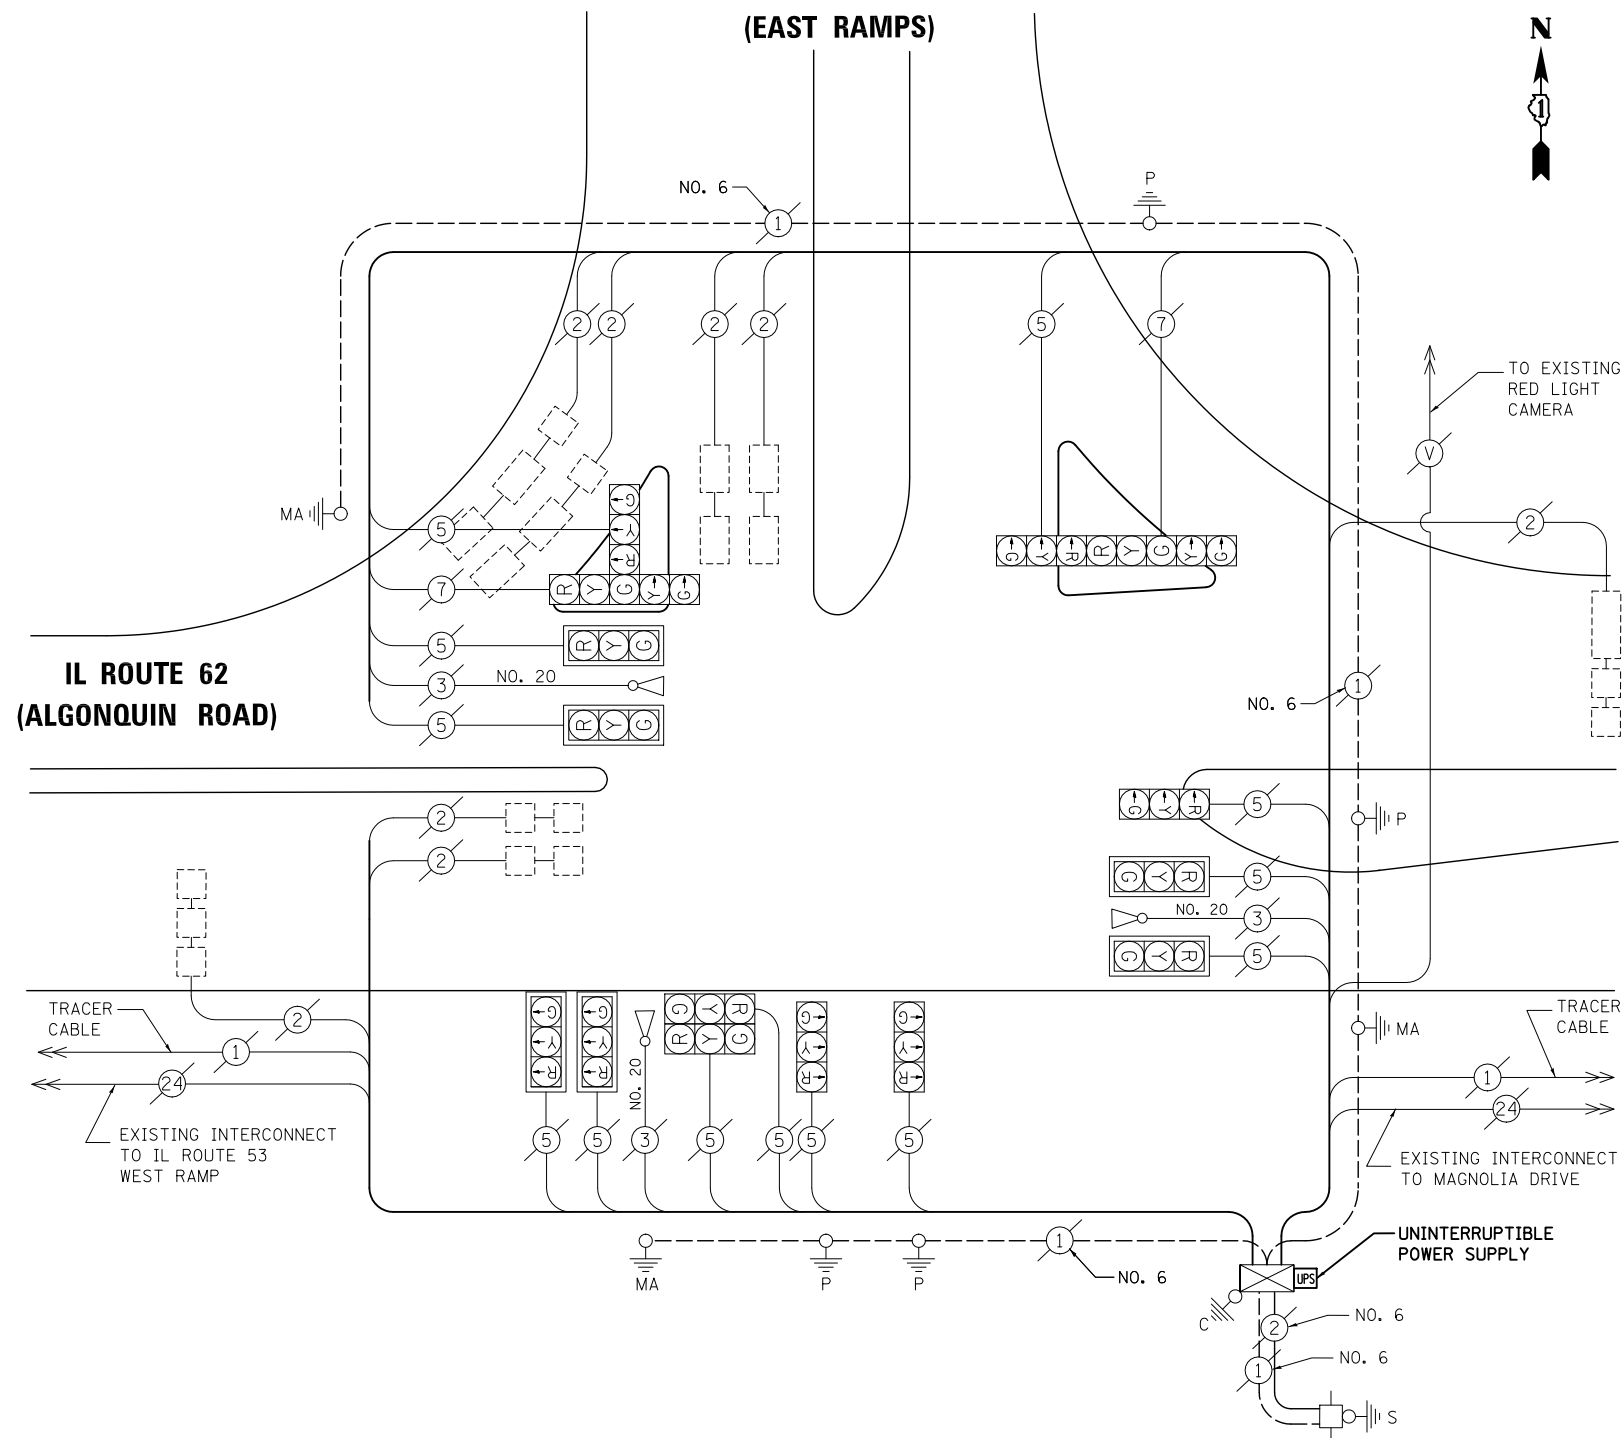 (EAST RAMPS)
N
1
NO. 6
1
P
2 2 2 2 5 7
TO EXISTING
RED LIGHT
CAMERA
V
MA
5
G
Y
R
G Y R R Y G Y G
2
7
R Y G Y G
5
R Y G
IL ROUTE 62
(ALGONQUIN ROAD)
3
NO. 20
NO. 6
1
5
R Y G
2
G Y R
5
P
2
G Y R
5
NO. 20
3
G Y R
5
TRACER
CABLE
2
1
24
EXISTING INTERCONNECT
TO IL ROUTE 53
WEST RAMP
G
Y
R
G
Y
R
NO. 20
G Y R
R Y G
G
Y
R
G
Y
R
5 5 3 5 5 5 5
MA
TRACER
CABLE
1
24
EXISTING INTERCONNECT
TO MAGNOLIA DRIVE
MA
P
P
1
NO. 6
UNINTERRUPTIBLE
POWER SUPPLY
UPS
C
2
NO. 6
1
NO. 6
S